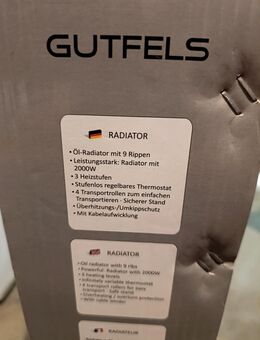 GUTFELS
RADIATOR
•Öl-Radiator mit 9 Rippen
•Leistungsstark: Radiator mit
2000W
•3 Heizstufen
•Stufenlos regelbares Thermostat
•4 Transportrollen zum einfachen
Transportieren - Sicherer Stand
•Überhitzungs-/Umkippschutz
•Mit Kabelaufwicklung
RADIATOR
•Oil radiator with 9 ribs
•Powerful: Radiator with 2000W
•3 heating levels
•Infinitely variable thermostat
•4 transport rollers for easy
transport - Safe stand
•Overheating / protection
•With cable winder
RADIATEUR